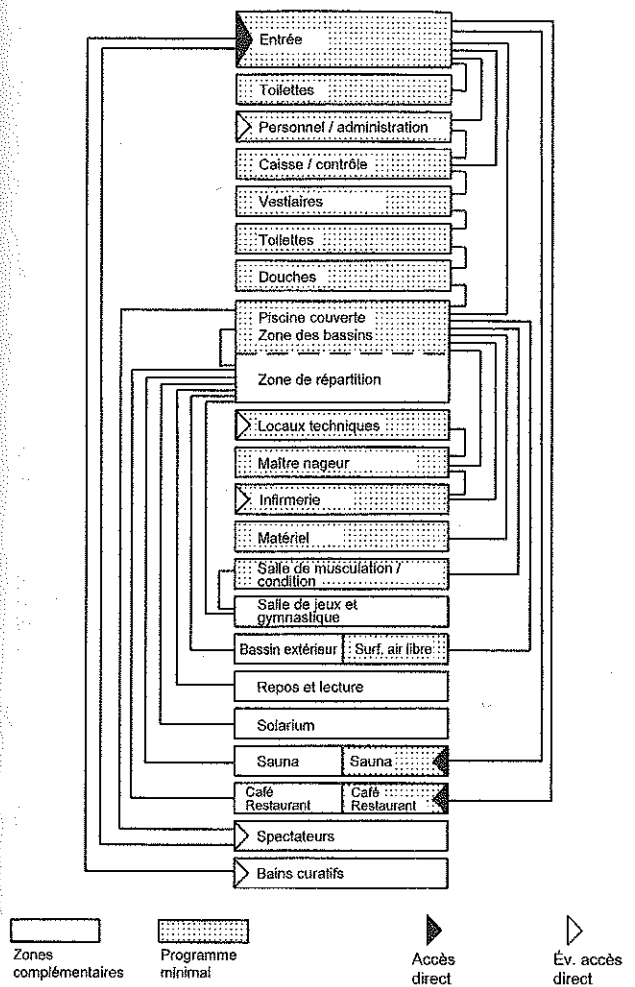 Entrée
Toilettes
Personnel / administration
Caisse / contrôle
Vestiaires
Toilettes
Douches
Piscine couverte
Zone des bassins
Zone de répartition
Locaux techniques
Maître nageur
Infirmerie
Matériel
Salle de musculation /
condition
Salle de jeux et
gymnastique
Bassin extérieur Surf. air libre
Repos et lecture
Solarium
Sauna Sauna
Café Café
Restaurant Restaurant
Spectateurs
Bains curatifs
Zones Programme Accès Év. accès
complémentaires minimal direct direct